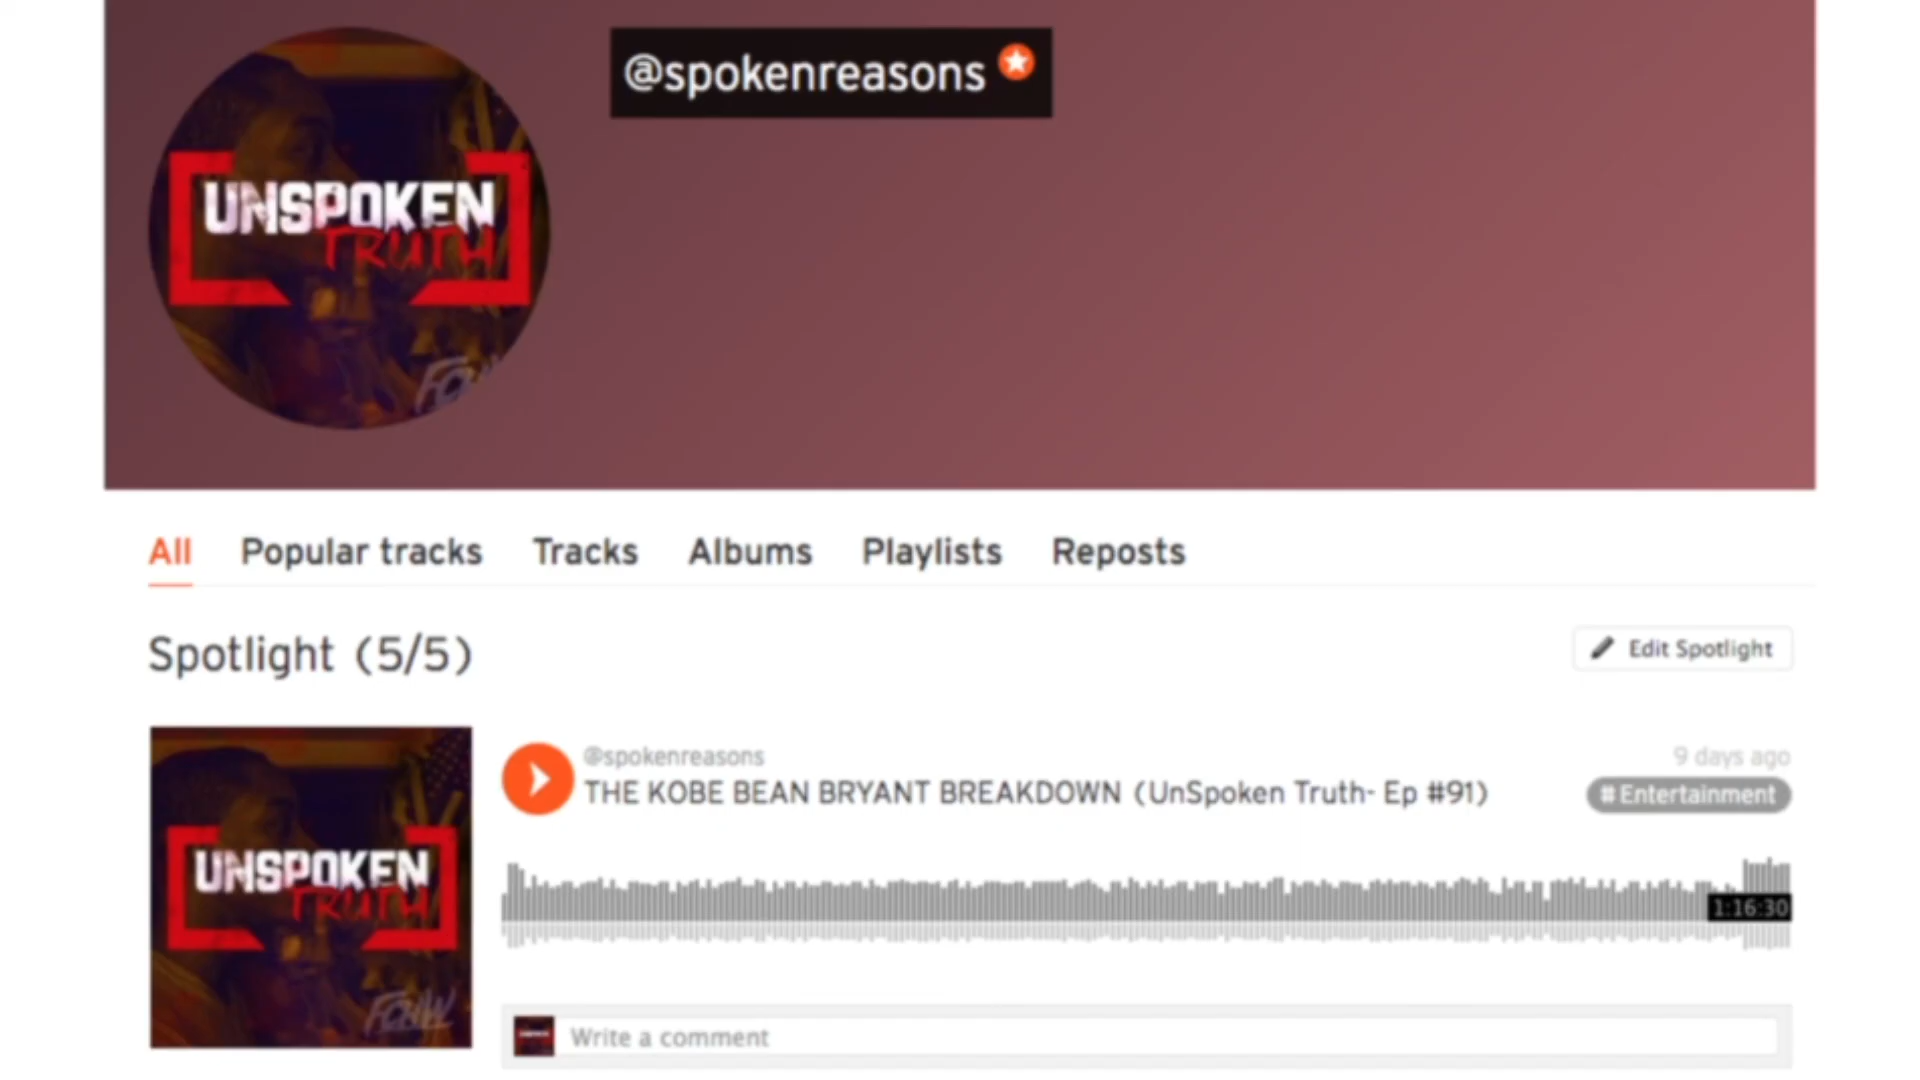 @spokenreasons
UNSPOKEN
TRUTH
All Popular tracks Tracks Albums Playlists Reposts
Spotlight (5/5)
Edit Spotlight
@spokenreasons
9 days ago
THE KOBE BEAN BRYANT BREAKDOWN (UnSpoken Truth- Ep #91)
# Entertainment
UNSPOKEN
TRUTH
1:16:30
Write a comment